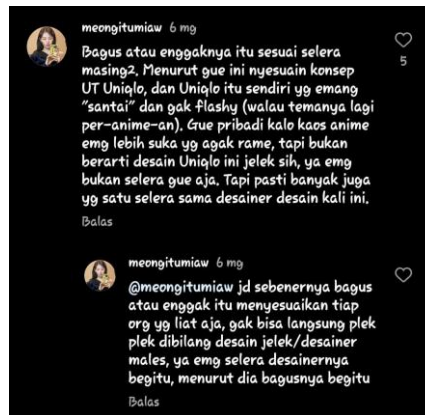 meongitumiaw 6 mg
Bagus atau enggaknya itu sesuai selera
masing2. Menurut gue ini nyesuain konsep
UT Uniqlo, dan Uniqlo itu sendiri yg emang
"santai" dan gak flashy (walau temanya lagi
per-anime-an). Gue pribadi kalo kaos anime
emg lebih suka yg agak rame, tapi bukan
berarti desain Uniqlo ini jelek sih, ya emg
bukan selera gue aja. Tapi pasti banyak juga
yg satu selera sama desainer desain kali ini.
5
Balas
meongitumiaw 6 mg
@meongitumiaw jd sebenernya bagus
atau enggak itu menyesuaikan tiap
org yg liat aja, gak bisa langsung plek
plek dibilang desain jelek/desainer
males, ya emg selera desainernya
begitu, menurut dia bagusnya begitu
Balas